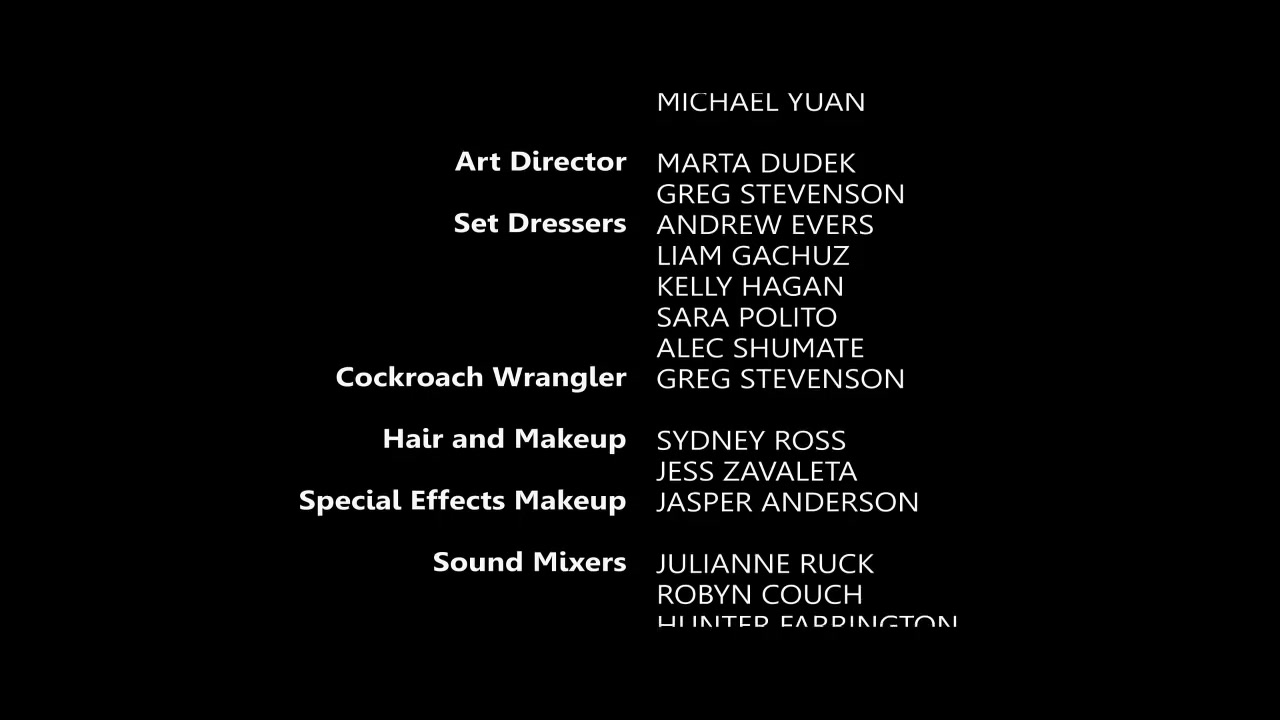 MICHAEL YUAN
Art Director MARTA DUDEK
GREG STEVENSON
Set Dressers ANDREW EVERS
LIAM GACHUZ
KELLY HAGAN
SARA POLITO
ALEC SHUMATE
Cockroach Wrangler GREG STEVENSON
Hair and Makeup SYDNEY ROSS
JESS ZAVALETA
Special Effects Makeup JASPER ANDERSON
Sound Mixers JULIANNE RUCK
ROBYN COUCH
HUNTER FARRINGTON